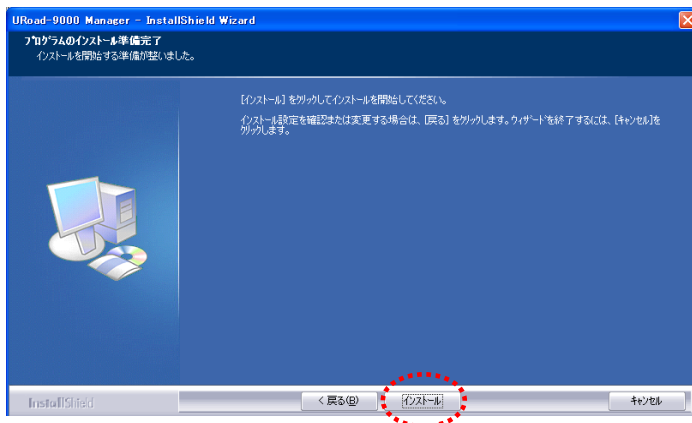 URoad-9000 Manager - InstallShield Wizard
プログラムのインストール準備完了
インストールを開始する準備が整いました。
[インストール] をクリックしてインストールを開始してください。
インストール設定を確認または変更する場合は、[戻る] をクリックします。ウィザードを終了するには、[キャンセル]を
クリックします。
InstallShield
< 戻る(B)
インストール
キャンセル